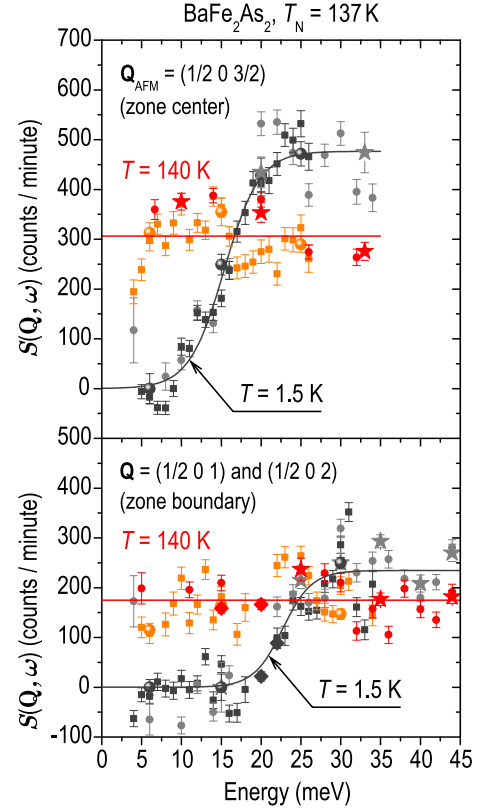 BaFe₂As₂, T_N = 137 K
700
600
500
400
300
200
100
0
500
Q_AFM = (1/2 0 3/2)
(zone center)
T = 140 K
T = 1.5 K
S(Q, ω) (counts / minute)
400
300
200
100
0
-100
Q = (1/2 0 1) and (1/2 0 2)
(zone boundary)
T = 140 K
T = 1.5 K
S(Q, ω) (counts / minute)
0 5 10 15 20 25 30 35 40 45
Energy (meV)